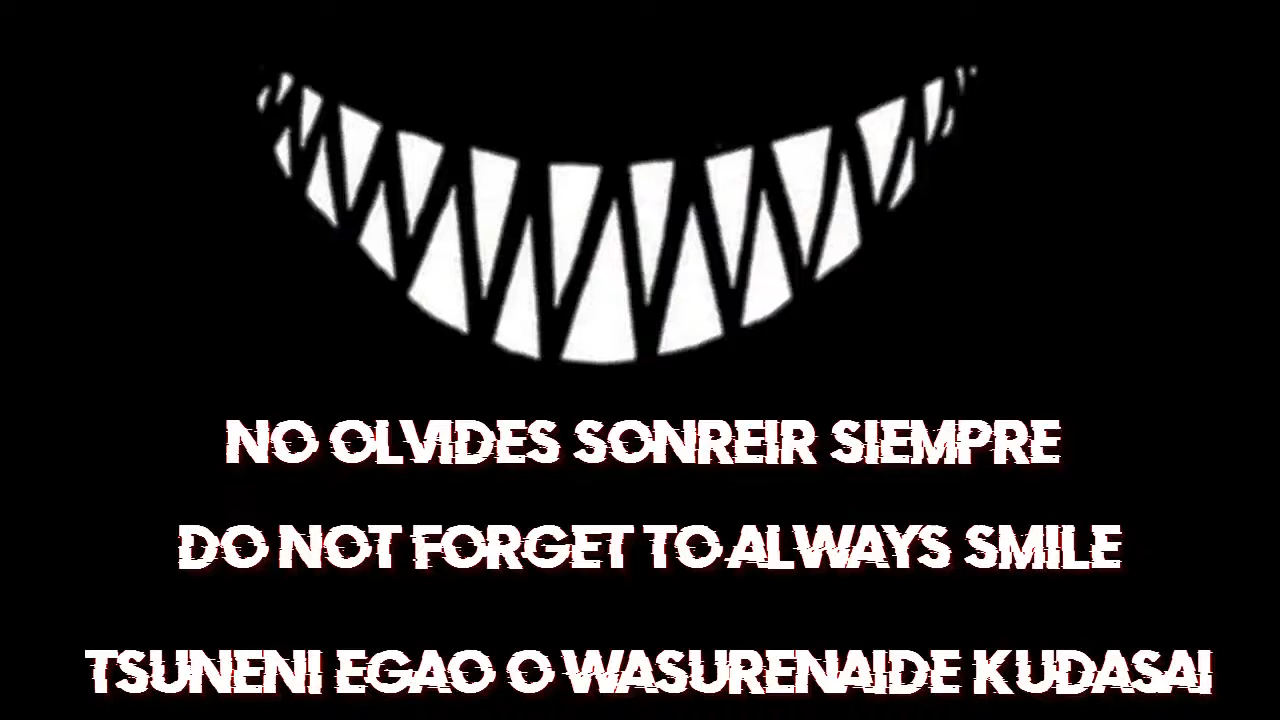 NO OLVIDES SONREIR SIEMPRE
DO NOT FORGET TO ALWAYS SMILE
TSUNENI EGAO O WASURENAIDE KUDASAI